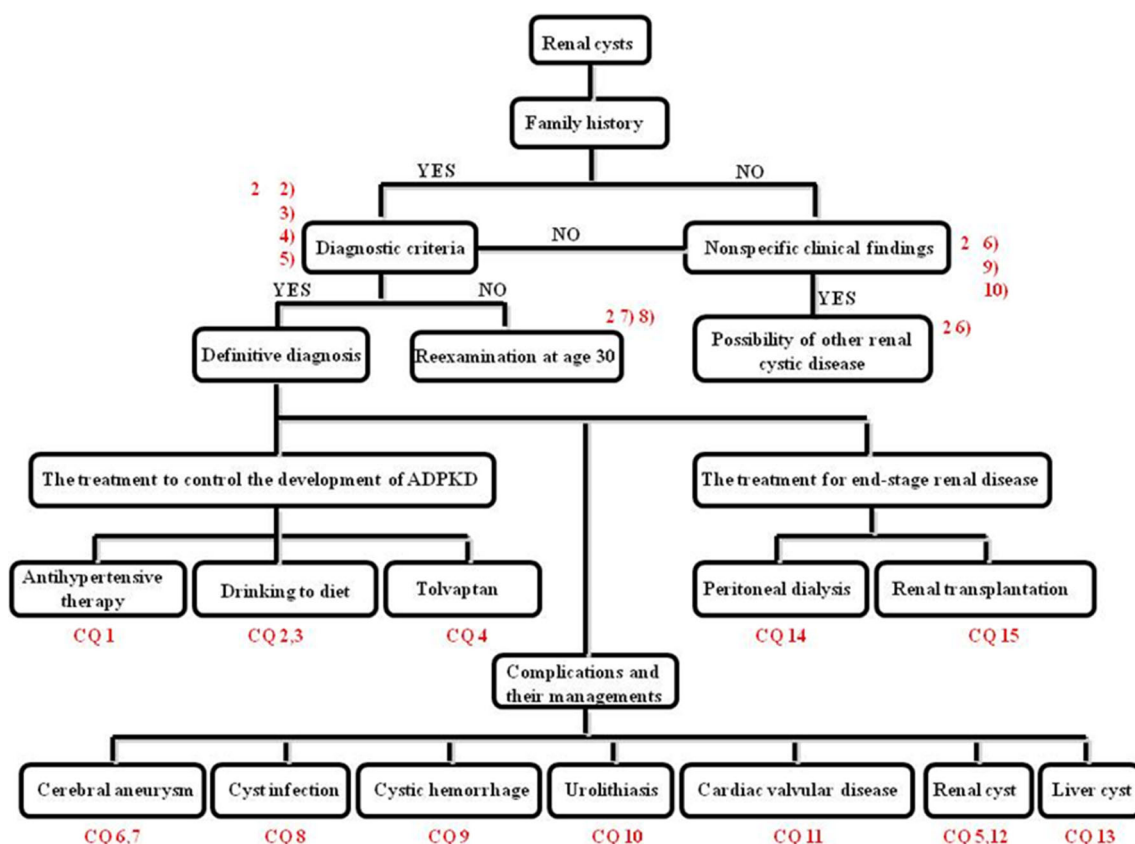 Renal cysts
Family history
YES
NO
2 2)
3)
4)
5)
Diagnostic criteria
NO
Nonspecific clinical findings
2 6)
9)
10)
YES
NO
YES
2 7) 8)
Definitive diagnosis
Reexamination at age 30
Possibility of other renal
cystic disease
2 6)
The treatment to control the development of ADPKD
The treatment for end-stage renal disease
Antihypertensive
therapy
Drinking to diet
Tolvaptan
Peritoneal dialysis
Renal transplantation
CQ 1
CQ 2,3
CQ 4
CQ 14
CQ 15
Complications and
their managements
Cerebral aneurysm
Cyst infection
Cystic hemorrhage
Urolithiasis
Cardiac valvular disease
Renal cyst
Liver cyst
CQ 6,7
CQ 8
CQ 9
CQ 10
CQ 11
CQ 5,12
CQ 13